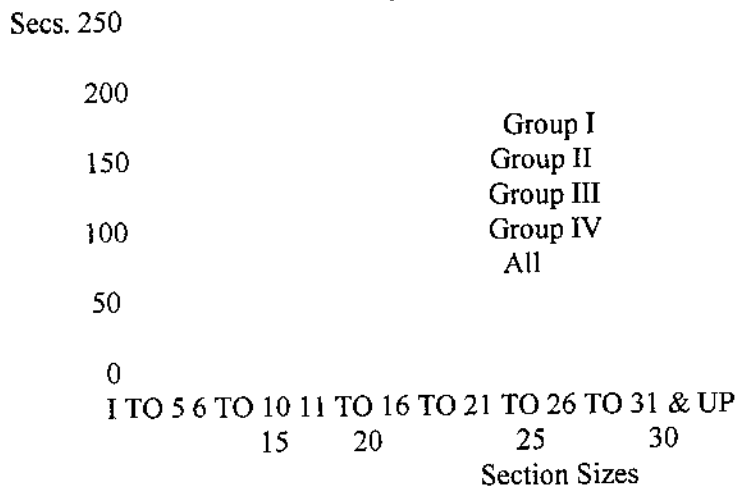 Secs. 250
200
Group I
150
Group II
Group III
100
Group IV
All
50
0
I TO 5 6 TO 10 11 TO 16 TO 21 TO 26 TO 31 & UP
15 20 25 30
Section Sizes